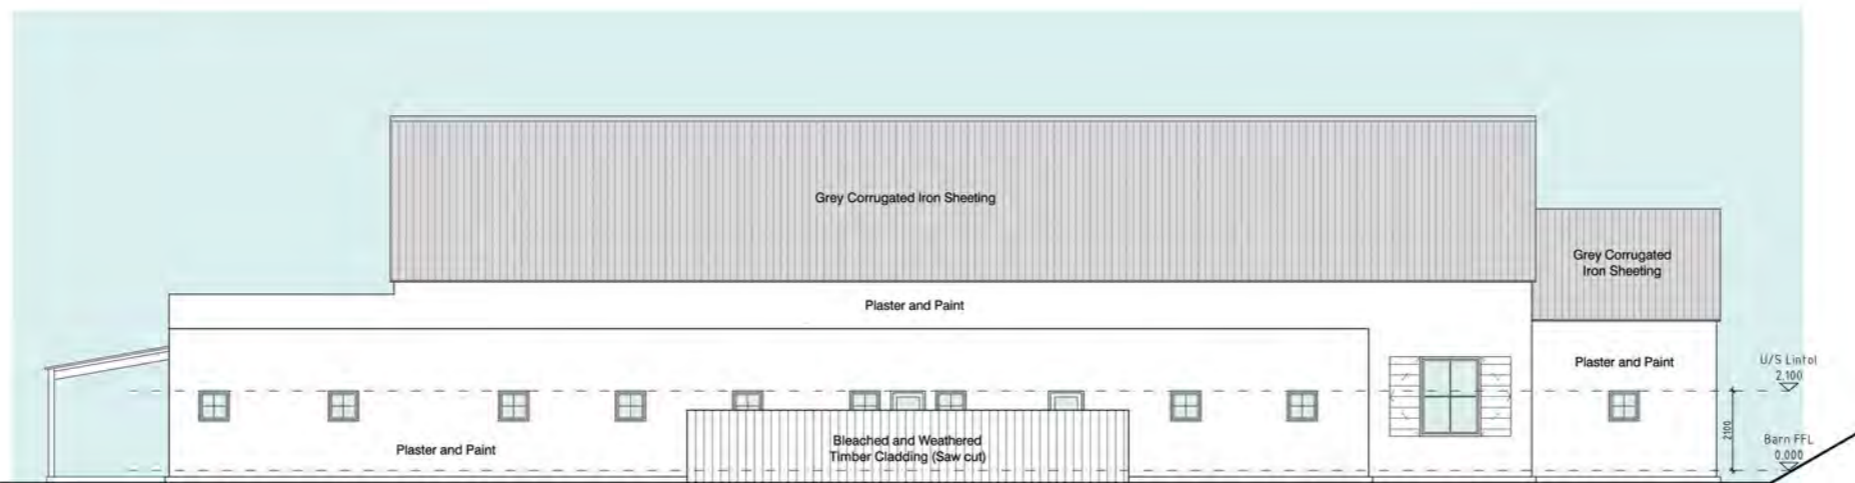 Grey Corrugated Iron Sheeting
Grey Corrugated
Iron Sheeting
Plaster and Paint
Plaster and Paint
U/S Lintol
2.100
2100
Bleached and Weathered
Timber Cladding (Saw cut)
Plaster and Paint
Barn FFL
0.000